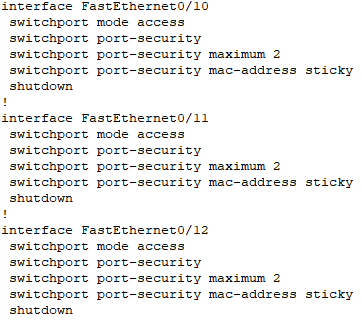 interface FastEthernet0/10
 switchport mode access
 switchport port-security
 switchport port-security maximum 2
 switchport port-security mac-address sticky
 shutdown
!
interface FastEthernet0/11
 switchport mode access
 switchport port-security
 switchport port-security maximum 2
 switchport port-security mac-address sticky
 shutdown
!
interface FastEthernet0/12
 switchport mode access
 switchport port-security
 switchport port-security maximum 2
 switchport port-security mac-address sticky
 shutdown